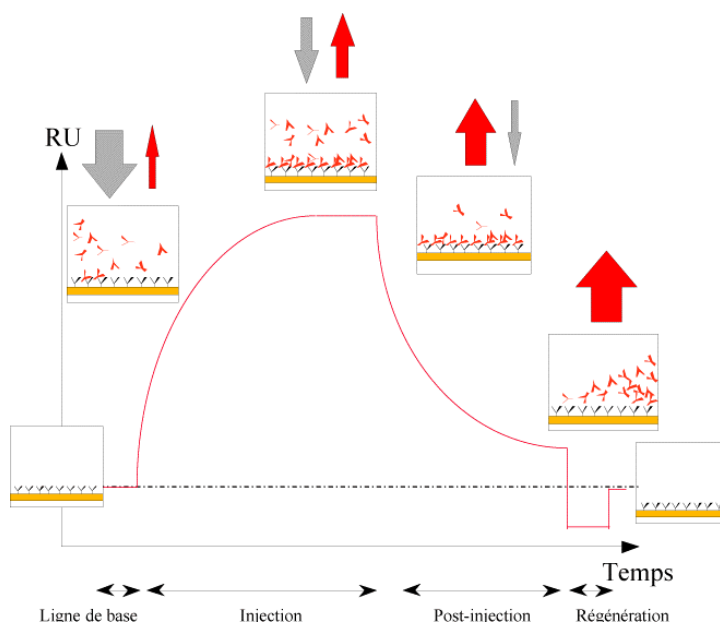 RU
Temps
Ligne de base
Injection
Post-injection
Régénération